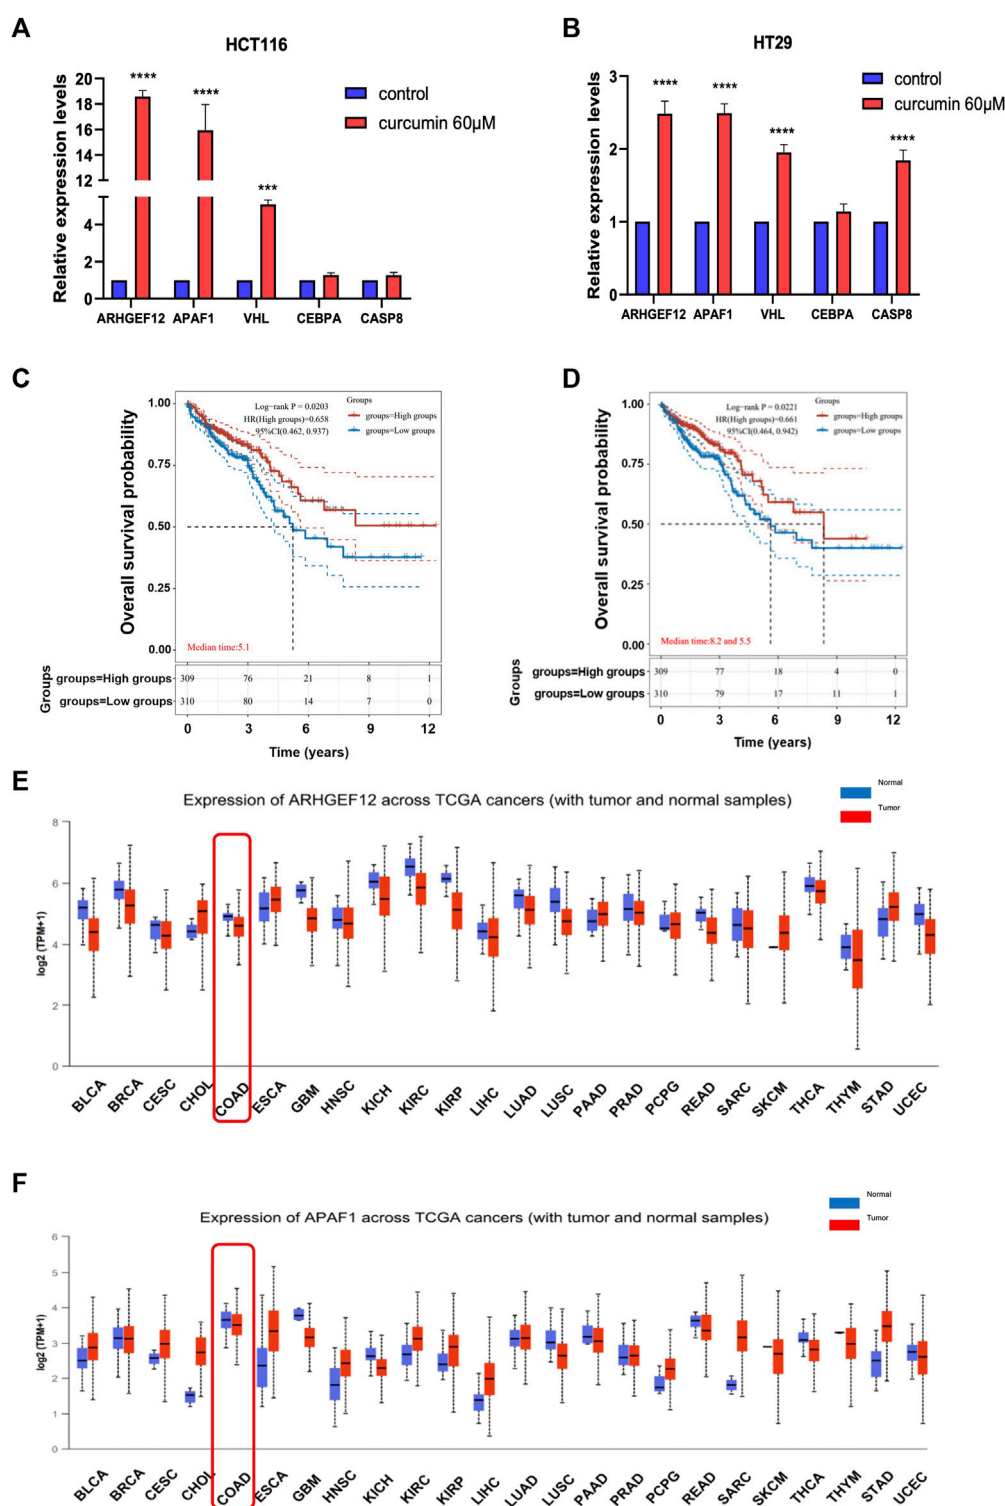 A
HCT116
Relative expression levels
20
18
16
14
12
4
2
0
****
****
***
control
curcumin 60μM
ARHGEF12 APAF1 VHL CEBPA CASP8
B
HT29
Relative expression levels
3
2
1
0
****
****
****
****
control
curcumin 60μM
ARHGEF12 APAF1 VHL CEBPA CASP8
C
Overall survival probability
1.00
0.75
0.50
0.25
0.00
Log-rank P = 0.0203
HR(High groups)=0.658
95%CI(0.462, 0.937)
Groups
groups=High groups
groups=Low groups
Median time:5.1
Groups
groups=High groups 309 76 21 8 1
groups=Low groups 310 80 14 7 0
0 3 6 9 12
Time (years)
D
Overall survival probability
1.00
0.75
0.50
0.25
0.00
Log-rank P = 0.0221
HR(High groups)=0.661
95%CI(0.464, 0.942)
Groups
groups=High groups
groups=Low groups
Median time:8.2 and 5.5
Groups
groups=High groups 309 77 18 4 0
groups=Low groups 310 79 17 11 1
0 3 6 9 12
Time (years)
E
Expression of ARHGEF12 across TCGA cancers (with tumor and normal samples)
Normal
Tumor
log2 (TPM+1)
8
6
4
2
0
BLCA BRCA CESC CHOL COAD ESCA GBM HNSC KICH KIRC KIRP LIHC LUAD LUSC PAAD PRAD PCPG READ SARC SKCM THCA THYM STAD UCEC
F
Expression of APAF1 across TCGA cancers (with tumor and normal samples)
Normal
Tumor
log2 (TPM+1)
6
5
4
3
2
1
0
BLCA BRCA CESC CHOL COAD ESCA GBM HNSC KICH KIRC KIRP LIHC LUAD LUSC PAAD PRAD PCPG READ SARC SKCM THCA THYM STAD UCEC